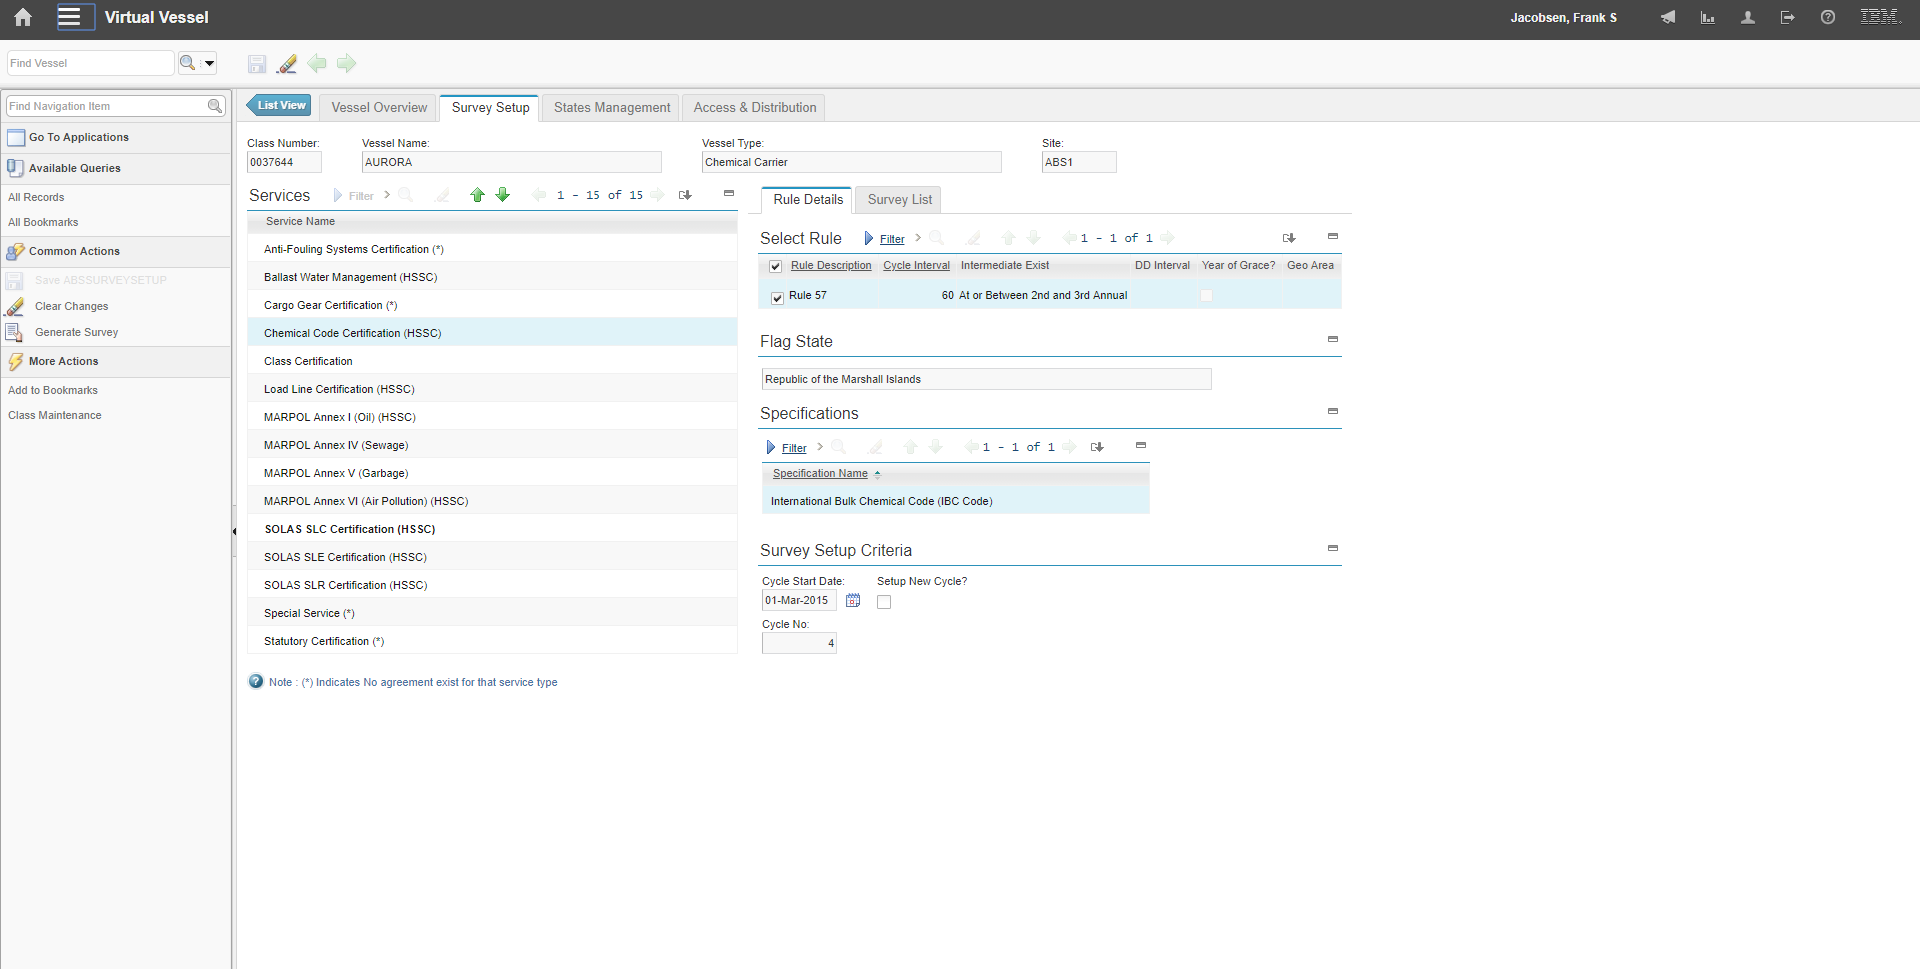 Virtual Vessel
Jacobsen, Frank S
IBM.
Find Vessel
Find Navigation Item
Go To Applications
Available Queries
All Records
All Bookmarks
Common Actions
Save ABSSURVEYSETUP
Clear Changes
Generate Survey
More Actions
Add to Bookmarks
Class Maintenance
List View
Vessel Overview
Survey Setup
States Management
Access & Distribution
Class Number:
Vessel Name:
Vessel Type:
Site:
0037644
AURORA
Chemical Carrier
ABS1
Services
Filter
1 - 15 of 15
Service Name
Anti-Fouling Systems Certification (*)
Ballast Water Management (HSSC)
Cargo Gear Certification (*)
Chemical Code Certification (HSSC)
Class Certification
Load Line Certification (HSSC)
MARPOL Annex I (Oil) (HSSC)
MARPOL Annex IV (Sewage)
MARPOL Annex V (Garbage)
MARPOL Annex VI (Air Pollution) (HSSC)
SOLAS SLC Certification (HSSC)
SOLAS SLE Certification (HSSC)
SOLAS SLR Certification (HSSC)
Special Service (*)
Statutory Certification (*)
Note : (*) Indicates No agreement exist for that service type
Rule Details
Survey List
Select Rule
Filter
1 - 1 of 1
Rule Description Cycle Interval Intermediate Exist DD Interval Year of Grace? Geo Area
Rule 57 60 At or Between 2nd and 3rd Annual
Flag State
Republic of the Marshall Islands
Specifications
Filter
1 - 1 of 1
Specification Name
International Bulk Chemical Code (IBC Code)
Survey Setup Criteria
Cycle Start Date: Setup New Cycle?
01-Mar-2015
Cycle No:
4